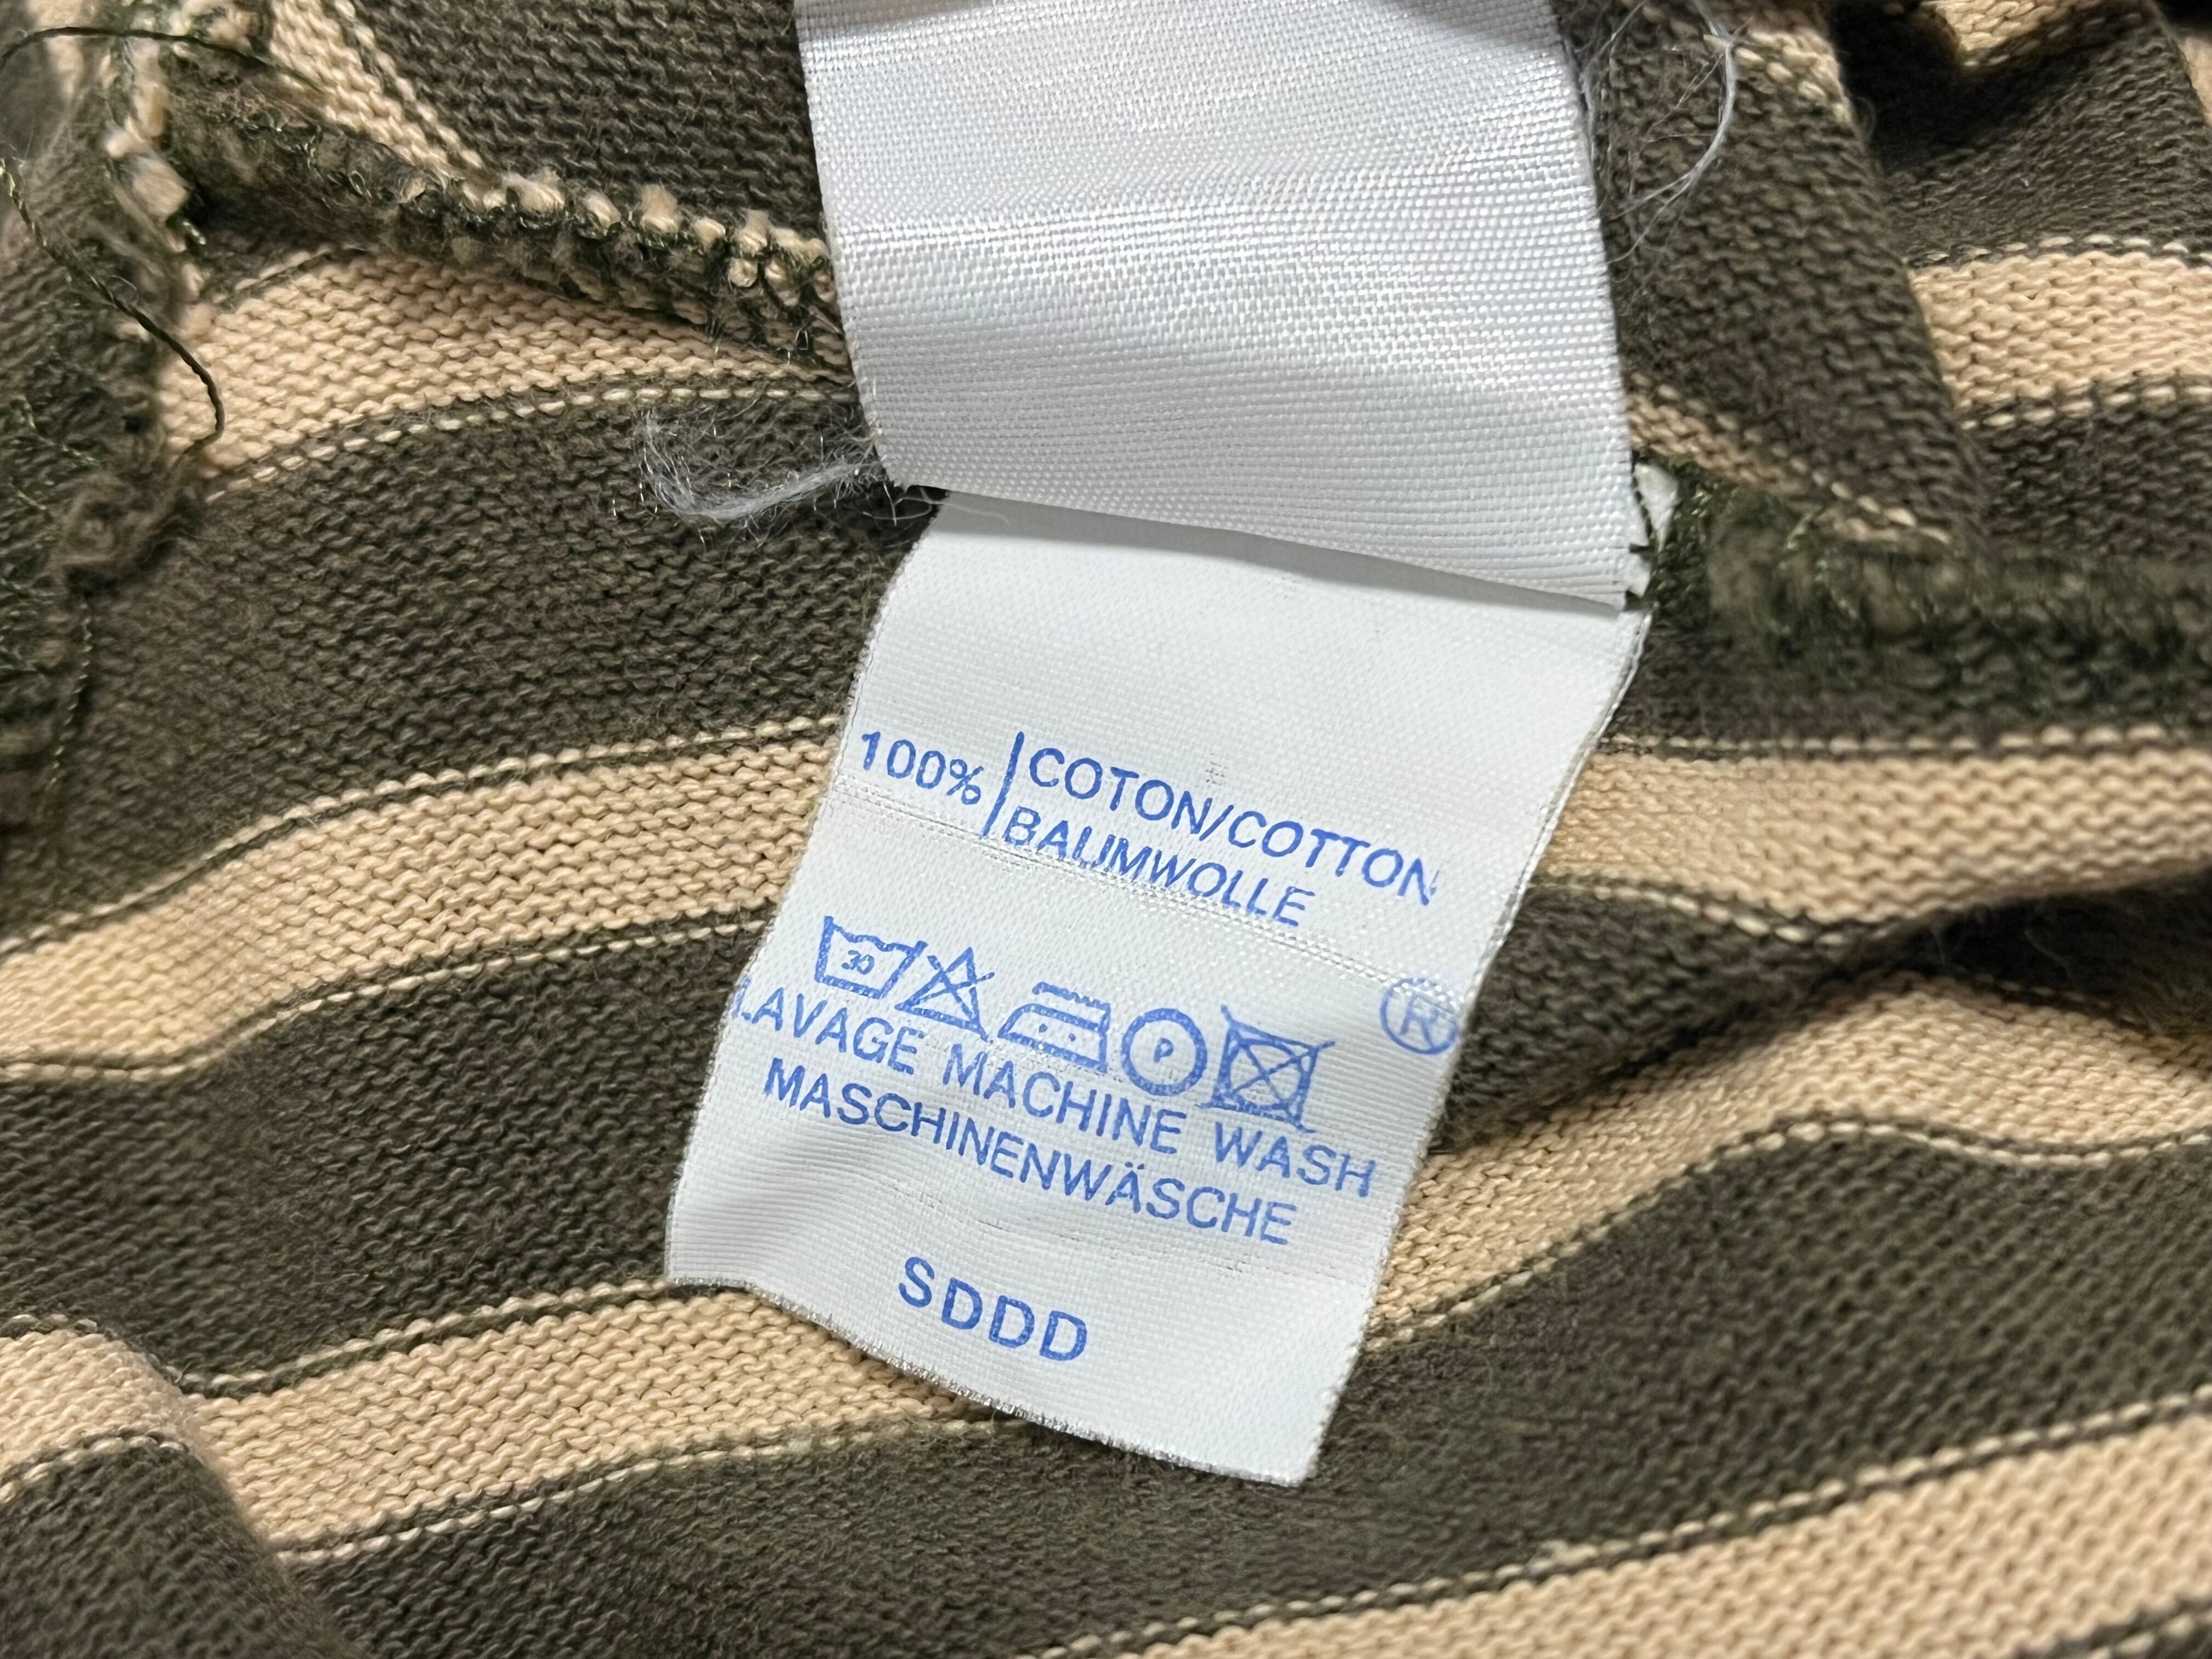 100% | COTON/COTTON
BAUMWOLLE
30 P ®
LAVAGE MACHINE WASH
MASCHINENWÄSCHE
SDDD